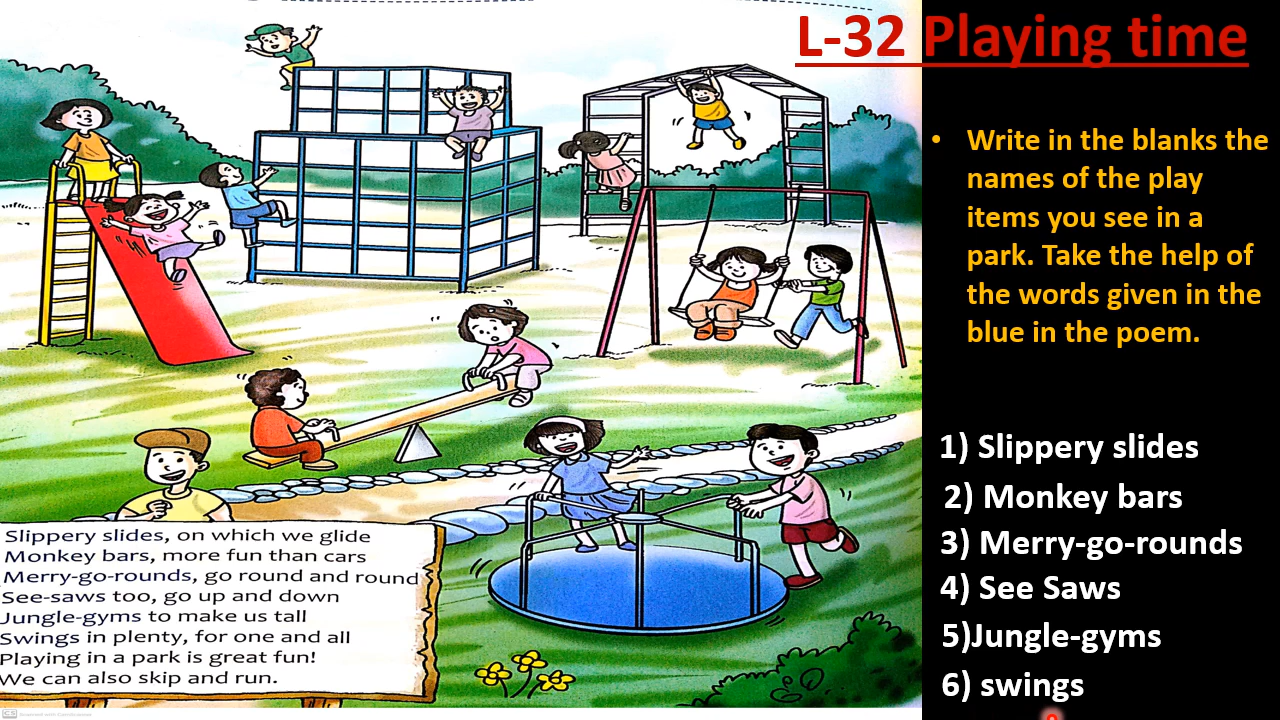 L-32 Playing time
• Write in the blanks the
names of the play
items you see in a
park. Take the help of
the words given in the
blue in the poem.
1) Slippery slides
2) Monkey bars
3) Merry-go-rounds
4) See Saws
5)Jungle-gyms
6) swings
Slippery slides, on which we glide
Monkey bars, more fun than cars
Merry-go-rounds, go round and round
See-saws too, go up and down
Jungle-gyms to make us tall
Swings in plenty, for one and all
Playing in a park is great fun!
We can also skip and run.
CS